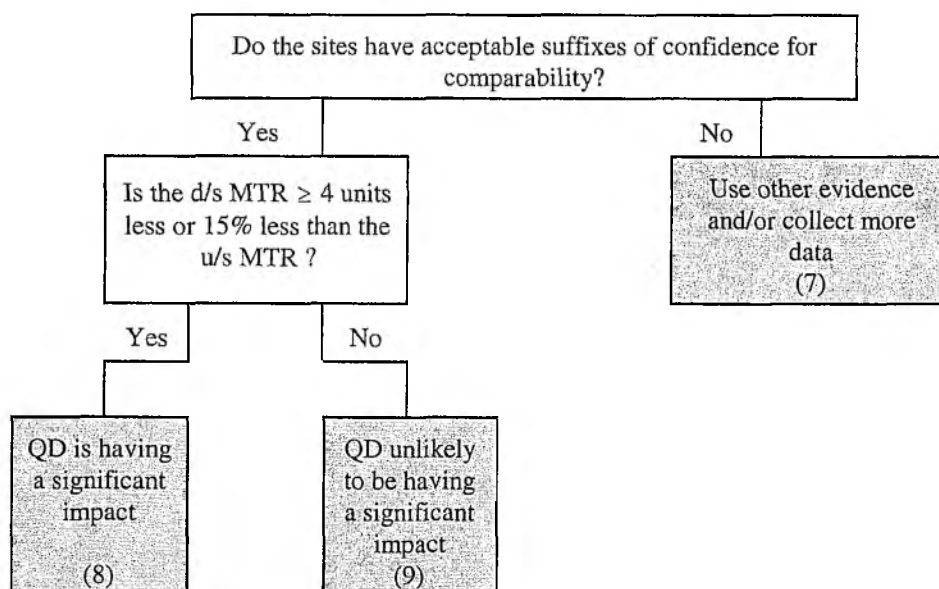 Do the sites have acceptable suffixes of confidence for
comparability?
Yes
No
Is the d/s MTR ≥ 4 units
less or 15% less than the
u/s MTR ?
Use other evidence
and/or collect more
data
(7)
Yes
No
QD is having
a significant
impact
(8)
QD unlikely
to be having
a significant
impact
(9)